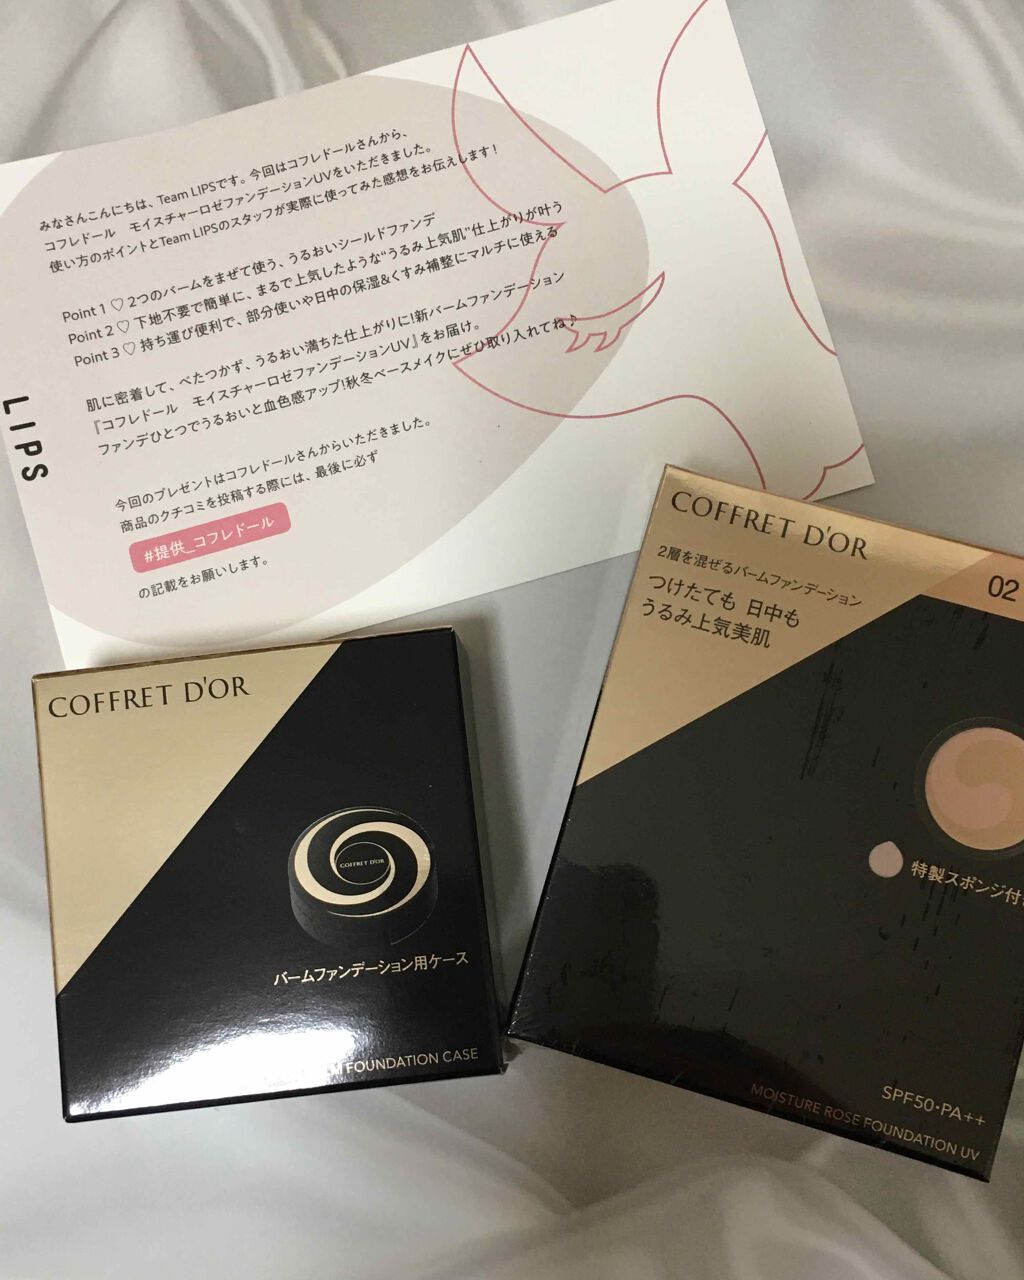 みなさんこんにちは、Team LIPSです。今回はコフレドールさんから、
コフレドール　モイスチャーロゼファンデーションUVをいただきました。
使い方のポイントとTeam LIPSのスタッフが実際に使ってみた感想をお伝えします！
Point 1 ♡ 2つのバームをまぜて使う、うるおいシールドファンデ
Point 2 ♡ 下地不要で簡単に、まるで上気したような“うるみ上気肌”仕上がりが叶う
Point 3 ♡ 持ち運び便利で、部分使いや日中の保湿&くすみ補整にマルチに使える
肌に密着して、べたつかず、うるおい満ちた仕上がりに!新バームファンデーション
『コフレドール　モイスチャーロゼファンデーションUV』をお届け。
ファンデひとつでうるおいと血色感アップ!秋冬ベースメイクにぜひ取り入れてね♪
LIPS
今回のプレゼントはコフレドールさんからいただきました。
商品のクチコミを投稿する際には、最後に必ず
#提供_コフレドール
の記載をお願いします。
COFFRET D'OR
2層を混ぜるバームファンデーション
つけたても 日中も
うるみ上気美肌
02
特製スポンジ付
SPF50・PA++
MOISTURE ROSE FOUNDATION UV
COFFRET D'OR
COFFRET D'OR
バームファンデーション用ケース
FOUNDATION CASE